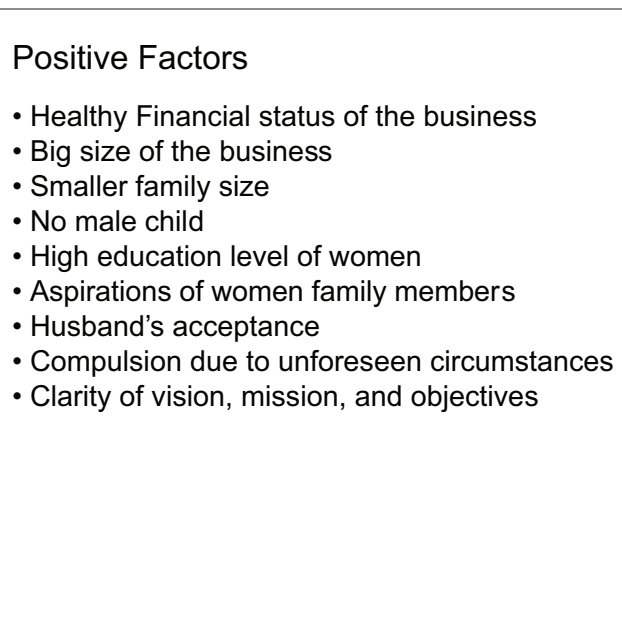 Positive Factors
• Healthy Financial status of the business
• Big size of the business
• Smaller family size
• No male child
• High education level of women
• Aspirations of women family members
• Husband’s acceptance
• Compulsion due to unforeseen circumstances
• Clarity of vision, mission, and objectives